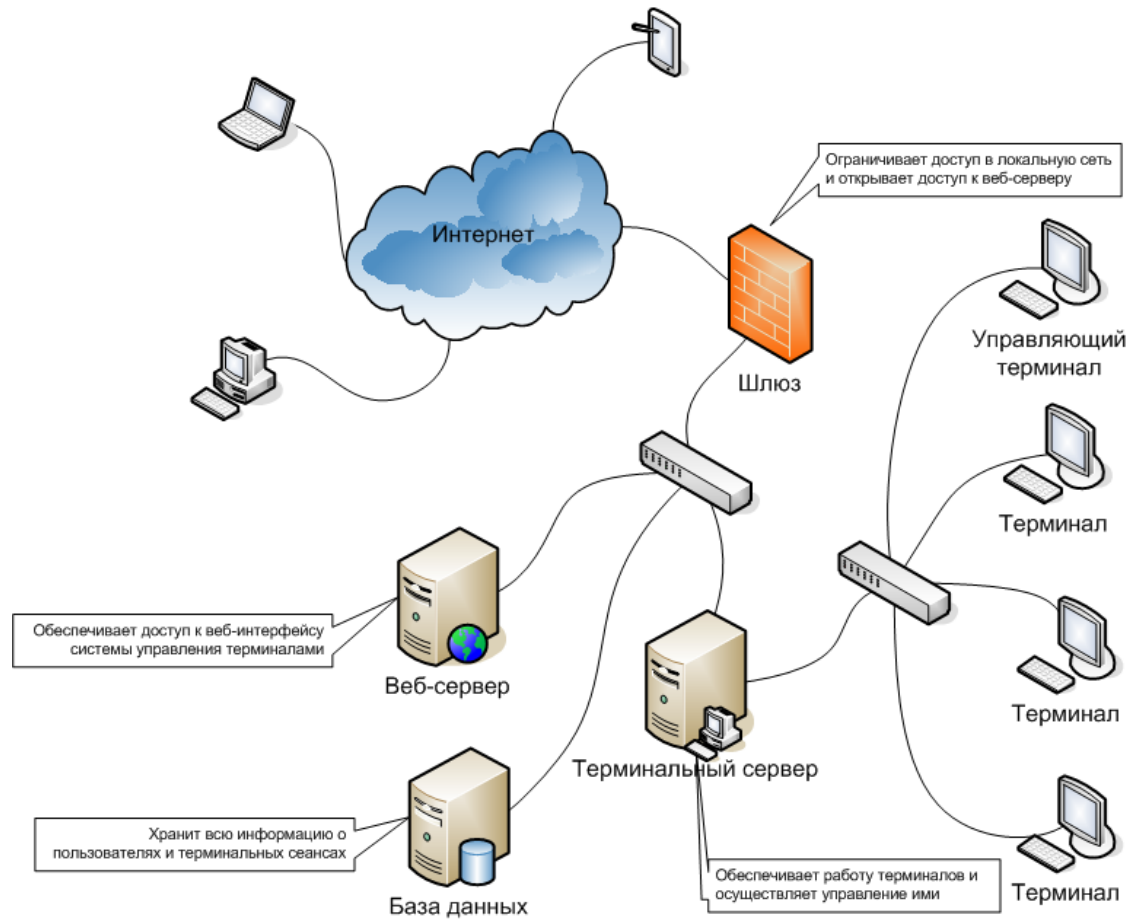 Ограничивает доступ в локальную сеть
и открывает доступ к веб-серверу
Интернет
Шлюз
Управляющий
терминал
Терминал
Обеспечивает доступ к веб-интерфейсу
системы управления терминалами
Веб-сервер
Терминал
Терминальный сервер
Хранит всю информацию о
пользователях и терминальных сеансах
База данных
Обеспечивает работу терминалов и
осуществляет управление ими
Терминал